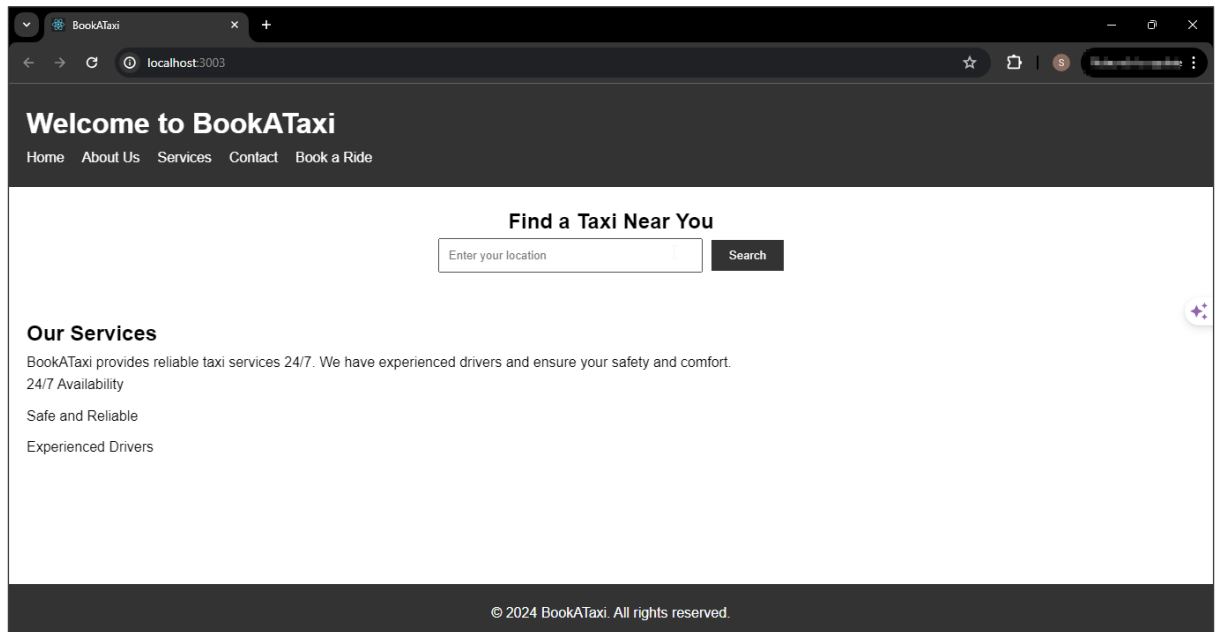 BookATaxi
localhost:3003
S
Welcome to BookATaxi
Home About Us Services Contact Book a Ride
Find a Taxi Near You
Enter your location Search
Our Services
BookATaxi provides reliable taxi services 24/7. We have experienced drivers and ensure your safety and comfort.
24/7 Availability
Safe and Reliable
Experienced Drivers
© 2024 BookATaxi. All rights reserved.